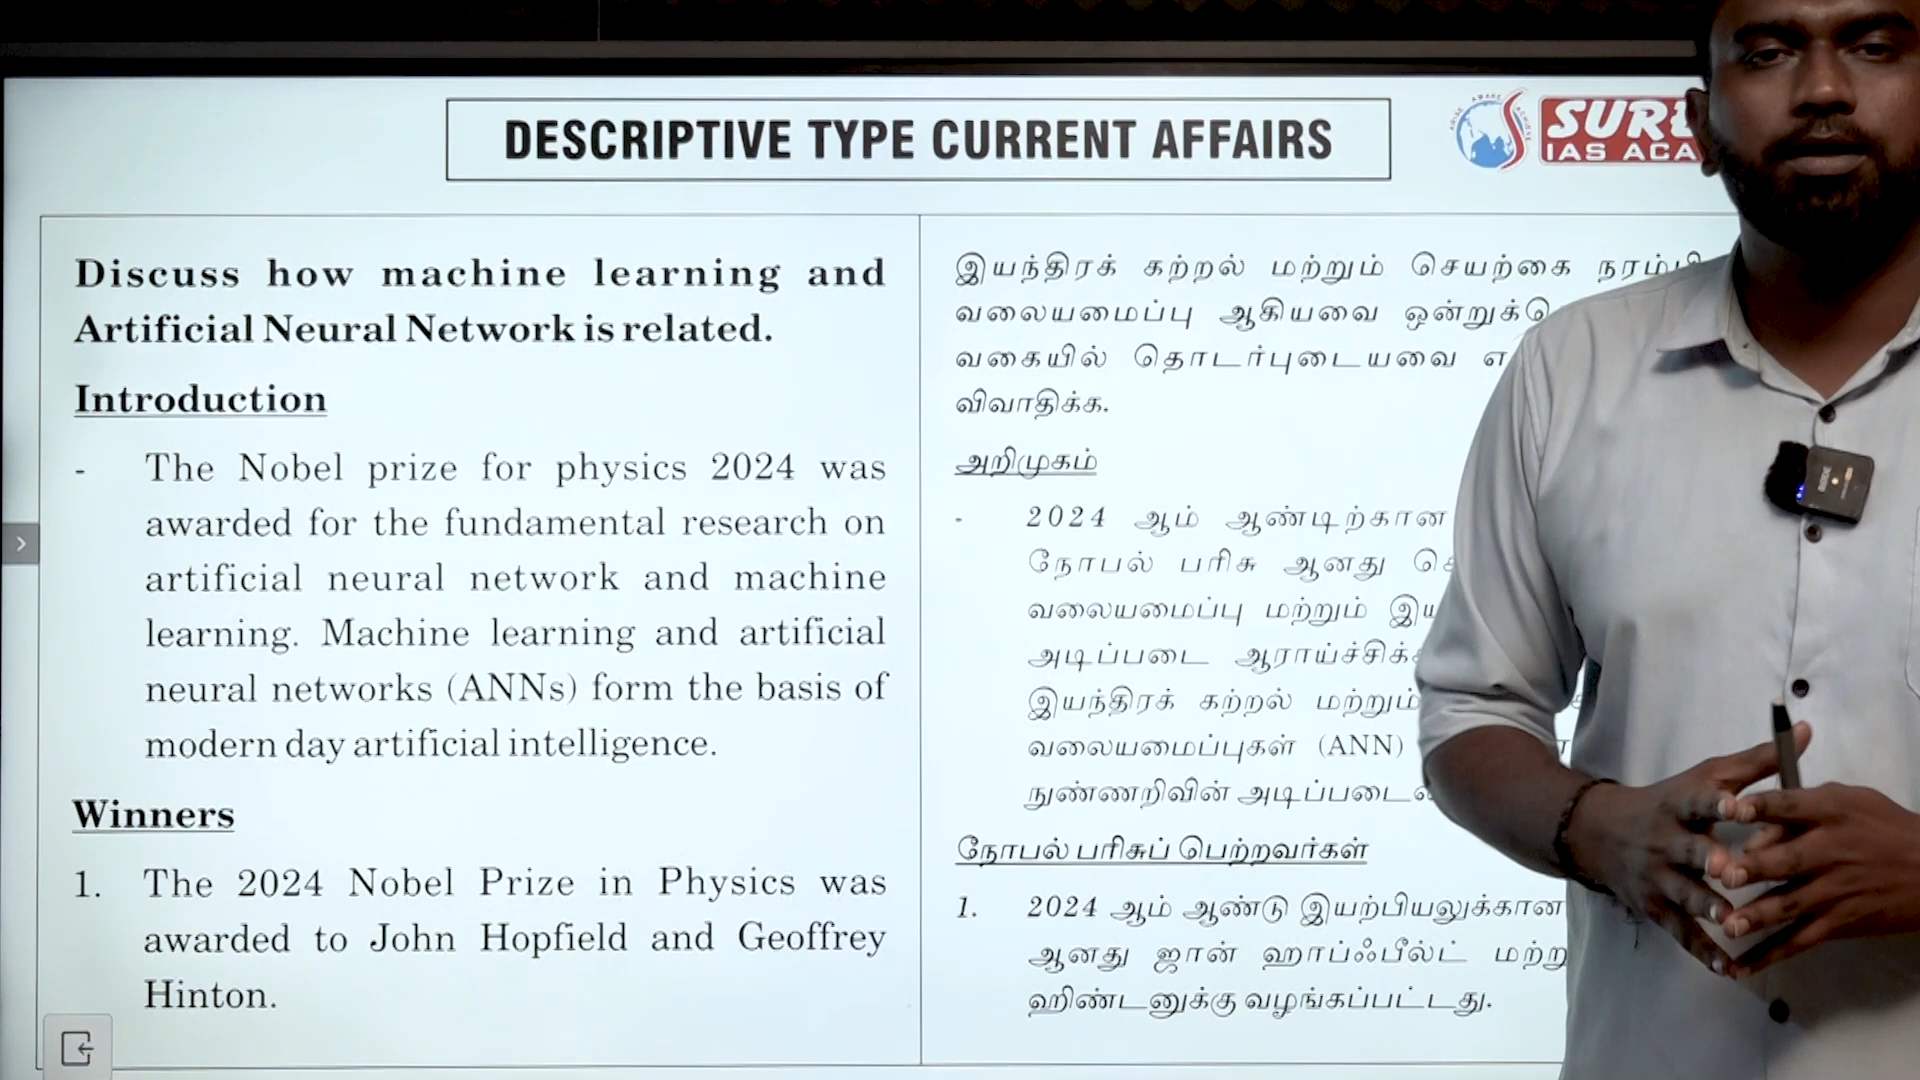 DESCRIPTIVE TYPE CURRENT AFFAIRS
ARISE AWAKE ACHIEVE
IAS
Discuss how machine learning and
Artificial Neural Network is related.
Introduction
- The Nobel prize for physics 2024 was
awarded for the fundamental research on
artificial neural network and machine
learning. Machine learning and artificial
neural networks (ANNs) form the basis of
modern day artificial intelligence.
Winners
1. The 2024 Nobel Prize in Physics was
awarded to John Hopfield and Geoffrey
Hinton.
இயந்திரக் கற்றல் மற்றும் செயற்கை
வலையமைப்பு ஆகியவை
வகையில் தொடர்புடையவை
விவாதிக்க.
அறிமுகம்
- 2024 ஆம் ஆண்டிற்கான
நோபல் பரிசு ஆனது
வலையமைப்பு மற்றும்
அடிப்படை
இயந்திரக் கற்றல் மற்றும்
வலையமைப்புகள் (ANN)
நுண்ணறிவின்
நோபல் பரிசுப் பெற்றவர்கள்
1. 2024 ஆம் ஆண்டு இயற்பியலுக்கான
ஆனது ஜான் ஹாப்ஃபீல்ட்
ஹிண்டனுக்கு வழங்கப்பட்டது.